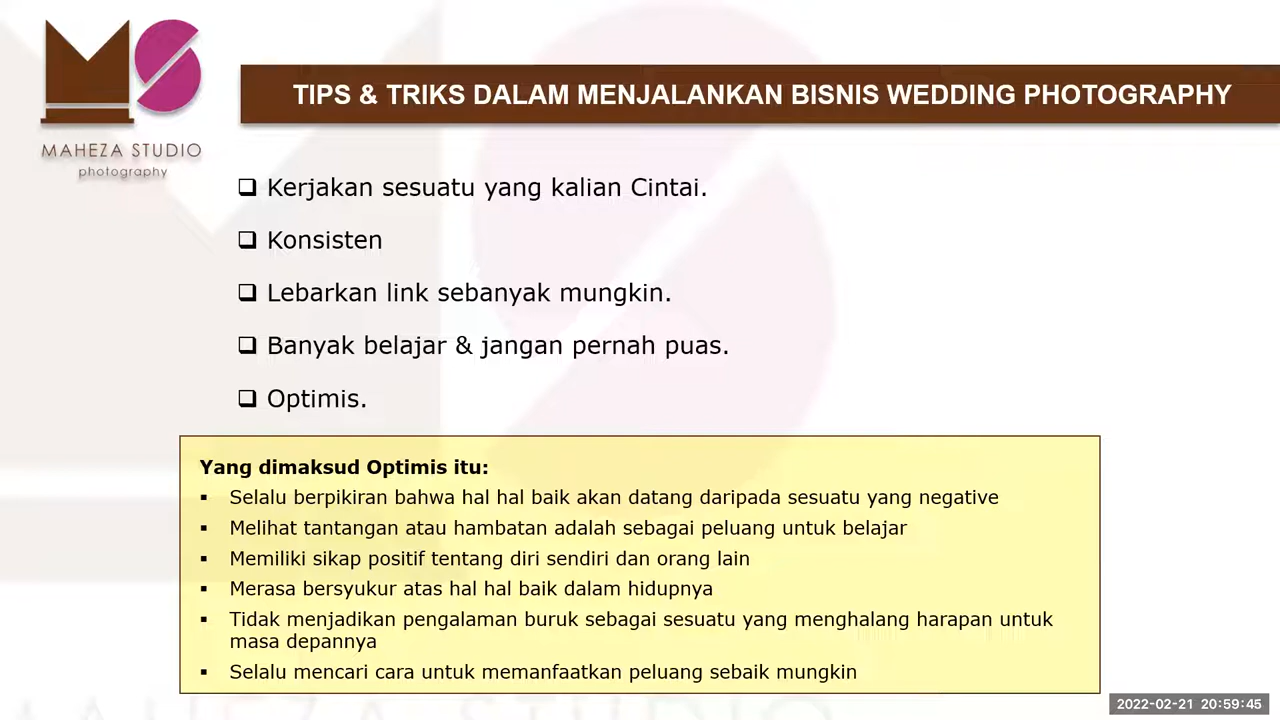 MAHEZA STUDIO
photography
TIPS & TRIKS DALAM MENJALANKAN BISNIS WEDDING PHOTOGRAPHY
❑ Kerjakan sesuatu yang kalian Cintai.
❑ Konsisten
❑ Lebarkan link sebanyak mungkin.
❑ Banyak belajar & jangan pernah puas.
❑ Optimis.
Yang dimaksud Optimis itu:
▪ Selalu berpikiran bahwa hal hal baik akan datang daripada sesuatu yang negative
▪ Melihat tantangan atau hambatan adalah sebagai peluang untuk belajar
▪ Memiliki sikap positif tentang diri sendiri dan orang lain
▪ Merasa bersyukur atas hal hal baik dalam hidupnya
▪ Tidak menjadikan pengalaman buruk sebagai sesuatu yang menghalang harapan untuk
masa depannya
▪ Selalu mencari cara untuk memanfaatkan peluang sebaik mungkin
MAHEZA STUDIO
2022-02-21 20:59:45